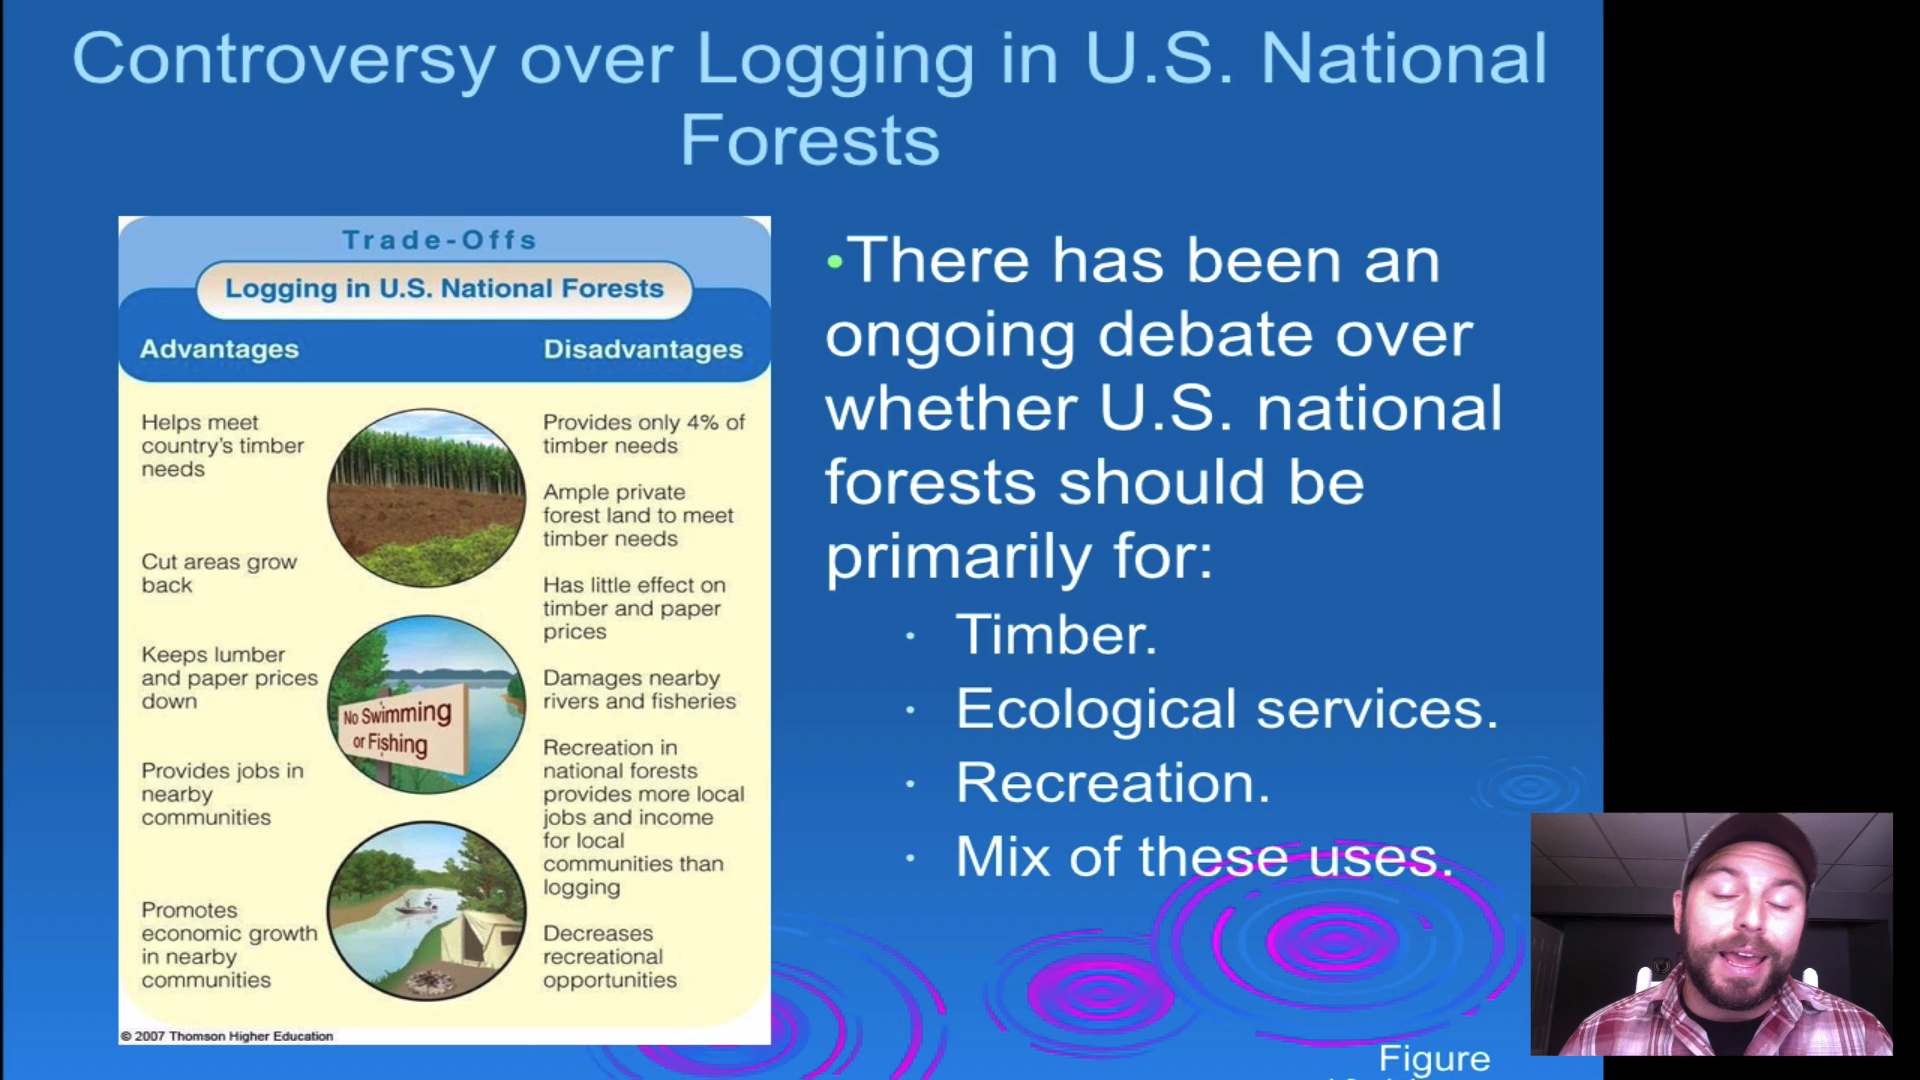 Controversy over Logging in U.S. National
Forests
Trade-Offs
Logging in U.S. National Forests
Advantages
Disadvantages
Helps meet
country's timber
needs
Cut areas grow
back
Keeps lumber
and paper prices
down
Provides jobs in
nearby
communities
Promotes
economic growth
in nearby
communities
No Swimming
or Fishing
Provides only 4% of
timber needs
Ample private
forest land to meet
timber needs
Has little effect on
timber and paper
prices
Damages nearby
rivers and fisheries
Recreation in
national forests
provides more local
jobs and income
for local
communities than
logging
Decreases
recreational
opportunities
© 2007 Thomson Higher Education
•There has been an
ongoing debate over
whether U.S. national
forests should be
primarily for:
• Timber.
• Ecological services.
• Recreation.
• Mix of these uses.
Figure